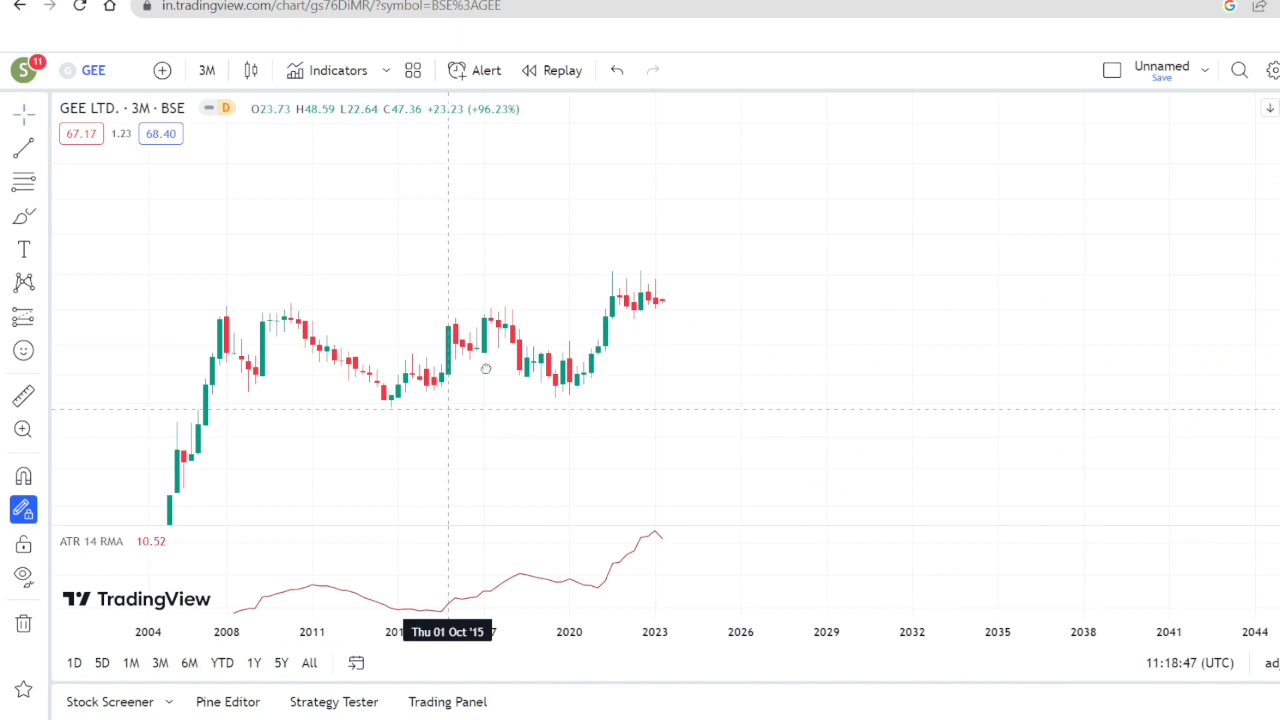 in.tradingview.com/chart/gs76DiMR/?symbol=BSE%3AGEE
S 11 G GEE 3M Indicators Alert Replay Unnamed
Save
GEE LTD. · 3M · BSE D O23.73 H48.59 L22.64 C47.36 +23.23 (+96.23%)
67.17 1.23 68.40
T
ATR 14 RMA 10.52
TradingView
2004 2008 2011 201 Thu 01 Oct '15 7 2020 2023 2026 2029 2032 2035 2038 2041 2044
1D 5D 1M 3M 6M YTD 1Y 5Y All 11:18:47 (UTC) adj
Stock Screener Pine Editor Strategy Tester Trading Panel